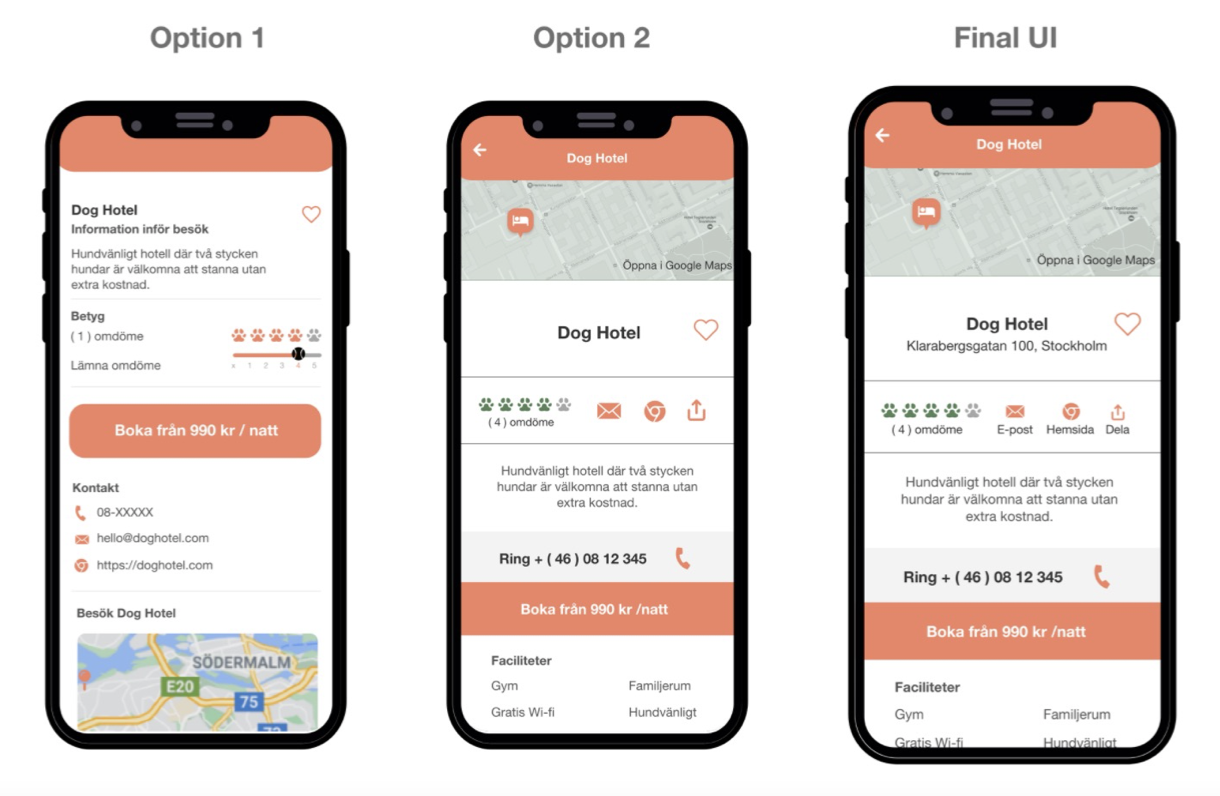 Option 1
Option 2
Final UI
Dog Hotel
Information inför besök
Hundvänligt hotell där två stycken
hundar är välkomna att stanna utan
extra kostnad.
Betyg
( 1 ) omdöme
Lämna omdöme
x 1 2 3 4 5
Boka från 990 kr / natt
Kontakt
08-XXXXX
hello@doghotel.com
https://doghotel.com
Besök Dog Hotel
SÖDERMALM
E20
75
Dog Hotel
Öppna i Google Maps
Dog Hotel
( 4 ) omdöme
Hundvänligt hotell där två stycken
hundar är välkomna att stanna utan
extra kostnad.
Ring + ( 46 ) 08 12 345
Boka från 990 kr /natt
Faciliteter
Gym Familjerum
Gratis Wi-fi Hundvänligt
Dog Hotel
Öppna i Google Maps
Dog Hotel
Klarabergsgatan 100, Stockholm
( 4 ) omdöme E-post Hemsida Dela
Hundvänligt hotell där två stycken
hundar är välkomna att stanna utan
extra kostnad.
Ring + ( 46 ) 08 12 345
Boka från 990 kr /natt
Faciliteter
Gym Familjerum
Gratis Wi-fi Hundvänligt